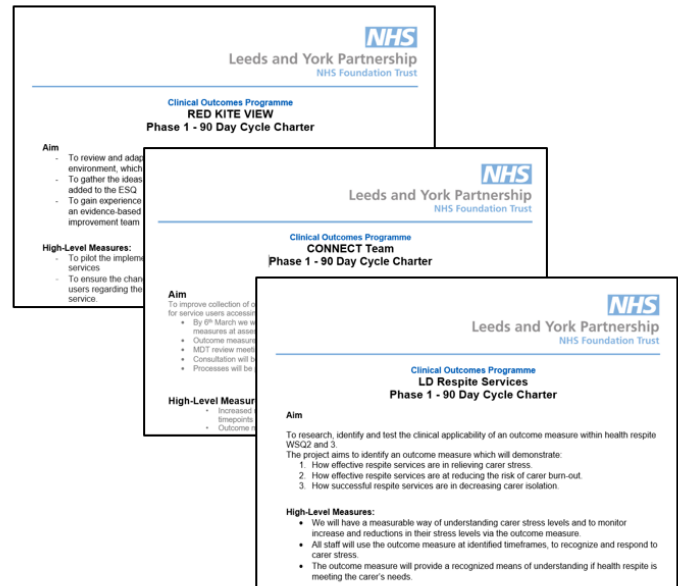 NHS
Leeds and York Partnership
NHS Foundation Trust
Clinical Outcomes Programme
RED KITE VIEW
Phase 1 - 90 Day Cycle Charter
Aim
- To review and adap
environment, which
- To gather the ideas
added to the ESQ
- To gain experience
an evidence-based
improvement team
High-Level Measures:
- To pilot the impleme
services
- To ensure the chan
users regarding the
service.
NHS
Leeds and York Partnership
NHS Foundation Trust
Clinical Outcomes Programme
CONNECT Team
Phase 1 - 90 Day Cycle Charter
Aim
To improve collection of o
for service users accessin
• By 6th March we w
measures at asses
• Outcome measure
• MDT review meeti
• Consultation will b
• Processes will be
High-Level Measur
• Increased
timepoints
• Outcome m
NHS
Leeds and York Partnership
NHS Foundation Trust
Clinical Outcomes Programme
LD Respite Services
Phase 1 - 90 Day Cycle Charter
Aim
To research, identify and test the clinical applicability of an outcome measure within health respite
WSQ2 and 3.
The project aims to identify an outcome measure which will demonstrate:
1. How effective respite services are in relieving carer stress.
2. How effective respite services are at reducing the risk of carer burn-out.
3. How successful respite services are in decreasing carer isolation.
High-Level Measures:
• We will have a measurable way of understanding carer stress levels and to monitor
increase and reductions in their stress levels via the outcome measure.
• All staff will use the outcome measure at identified timeframes, to recognize and respond to
carer stress.
• The outcome measure will provide a recognized means of understanding if health respite is
meeting the carer's needs.